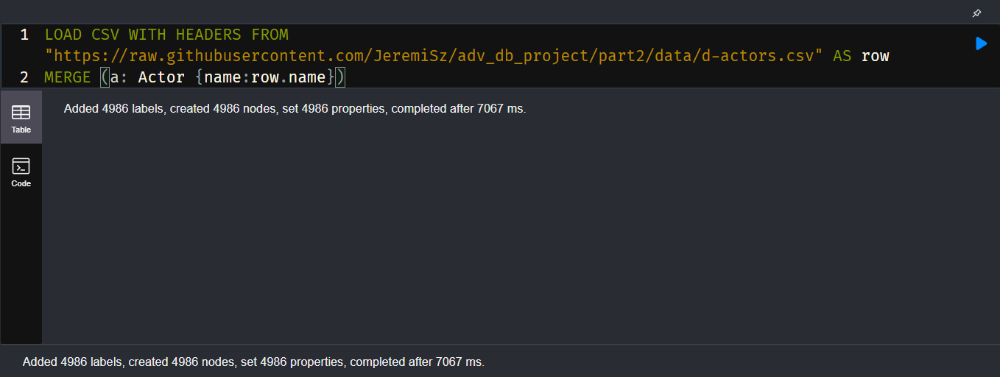 1 LOAD CSV WITH HEADERS FROM
"https://raw.githubusercontent.com/JeremiSz/adv_db_project/part2/data/d-actors.csv" AS row
2 MERGE (a: Actor {name:row.name})
Added 4986 labels, created 4986 nodes, set 4986 properties, completed after 7067 ms.
Table
Code
Added 4986 labels, created 4986 nodes, set 4986 properties, completed after 7067 ms.